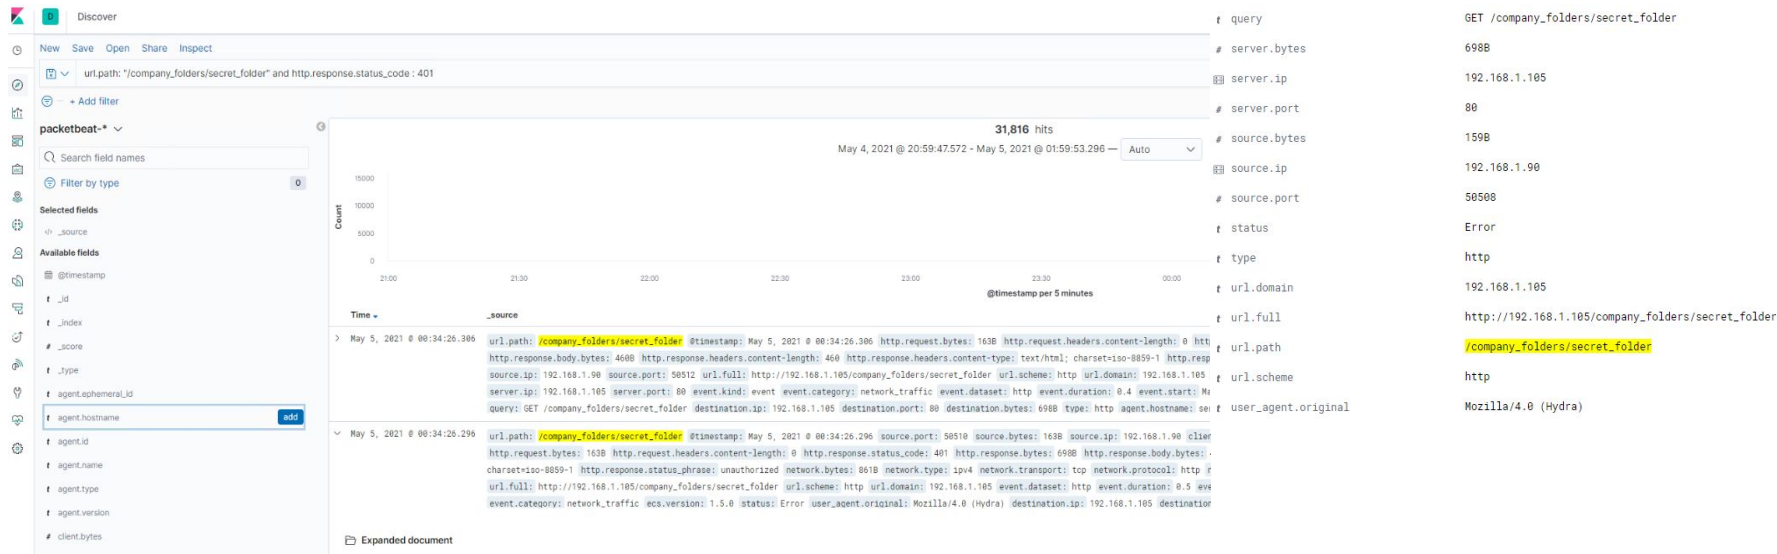 D Discover
New Save Open Share Inspect
url.path: "/company_folders/secret_folder" and http.response.status_code : 401
+ Add filter
packetbeat-*
Search field names
Filter by type 0
Selected fields
</> _source
Available fields
@timestamp
t _id
t _index
# _score
t _type
t agent.ephemeral_id
t agent.hostname add
t agent.id
t agent.name
t agent.type
t agent.version
# client.bytes
31,816 hits
May 4, 2021 @ 20:59:47.572 - May 5, 2021 @ 01:59:53.296 — Auto
Count
15000
10000
5000
0
21:00 21:30 22:00 22:30 23:00 23:30 00:00
@timestamp per 5 minutes
Time _source
May 5, 2021 @ 00:34:26.306 url.path: /company_folders/secret_folder @timestamp: May 5, 2021 @ 00:34:26.306 http.request.bytes: 163B http.request.headers.content-length: 0
http.response.body.bytes: 460B http.response.headers.content-length: 460 http.response.headers.content-type: text/html; charset=iso-8859-1
source.ip: 192.168.1.90 source.port: 50512 url.full: http://192.168.1.105/company_folders/secret_folder url.scheme: http url.domain: 192.168.1.105
server.ip: 192.168.1.105 server.port: 80 event.kind: event event.category: network_traffic event.dataset: http event.duration: 0.4 event.start:
query: GET /company_folders/secret_folder destination.ip: 192.168.1.105 destination.port: 80 destination.bytes: 698B type: http agent.hostname:
May 5, 2021 @ 00:34:26.296 url.path: /company_folders/secret_folder @timestamp: May 5, 2021 @ 00:34:26.296 source.port: 50510 source.bytes: 163B source.ip: 192.168.1.90
http.request.bytes: 163B http.request.headers.content-length: 0 http.response.status_code: 401 http.response.bytes: 698B http.response.body.bytes:
charset=iso-8859-1 http.response.status_phrase: unauthorized network.bytes: 861B network.type: ipv4 network.transport: tcp network.protocol: http
url.full: http://192.168.1.105/company_folders/secret_folder url.scheme: http url.domain: 192.168.1.105 event.dataset: http event.duration: 0.5
event.category: network_traffic ecs.version: 1.5.0 status: Error user_agent.original: Mozilla/4.0 (Hydra) destination.ip: 192.168.1.105
Expanded document
t query GET /company_folders/secret_folder
# server.bytes 698B
server.ip 192.168.1.105
# server.port 80
# source.bytes 159B
source.ip 192.168.1.90
# source.port 50508
t status Error
t type http
t url.domain 192.168.1.105
t url.full http://192.168.1.105/company_folders/secret_folder
t url.path /company_folders/secret_folder
t url.scheme http
t user_agent.original Mozilla/4.0 (Hydra)